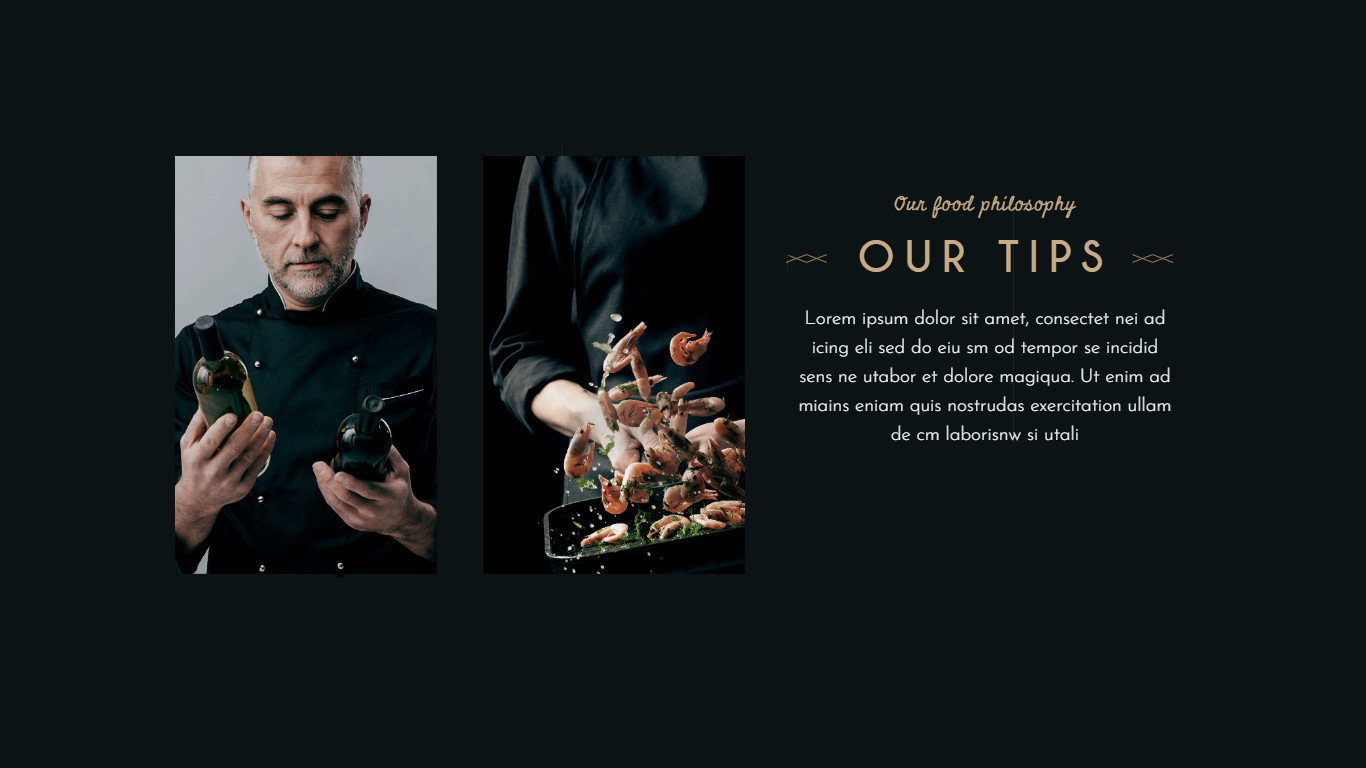 Our food philosophy
OUR TIPS
Lorem ipsum dolor sit amet, consectet nei ad
icing eli sed do eiu sm od tempor se incidid
sens ne utabor et dolore magiqua. Ut enim ad
miains eniam quis nostrudas exercitation ullam
de cm laborisnw si utali